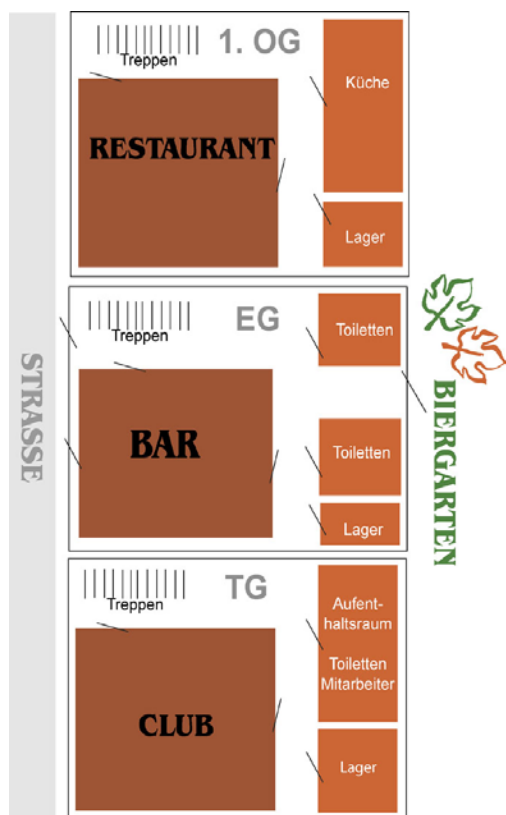 1. OG
Treppen
Küche
RESTAURANT
Lager
STRASSE
EG
Treppen
Toiletten
BAR
Toiletten
Lager
BIERGARTEN
TG
Treppen
Aufent-
haltsraum
Toiletten
Mitarbeiter
CLUB
Lager